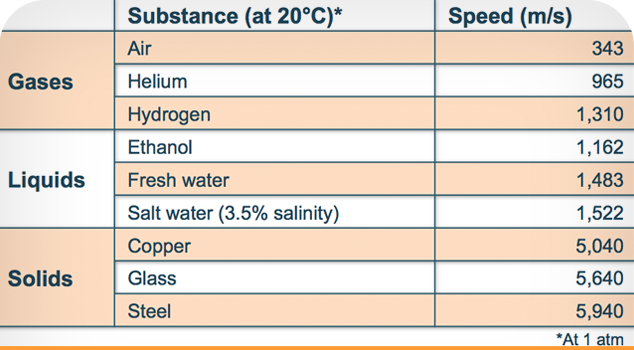 Substance (at 20°C)* Speed (m/s)
Air 343
Gases Helium 965
Hydrogen 1,310
Ethanol 1,162
Liquids Fresh water 1,483
Salt water (3.5% salinity) 1,522
Copper 5,040
Solids Glass 5,640
Steel 5,940
*At 1 atm